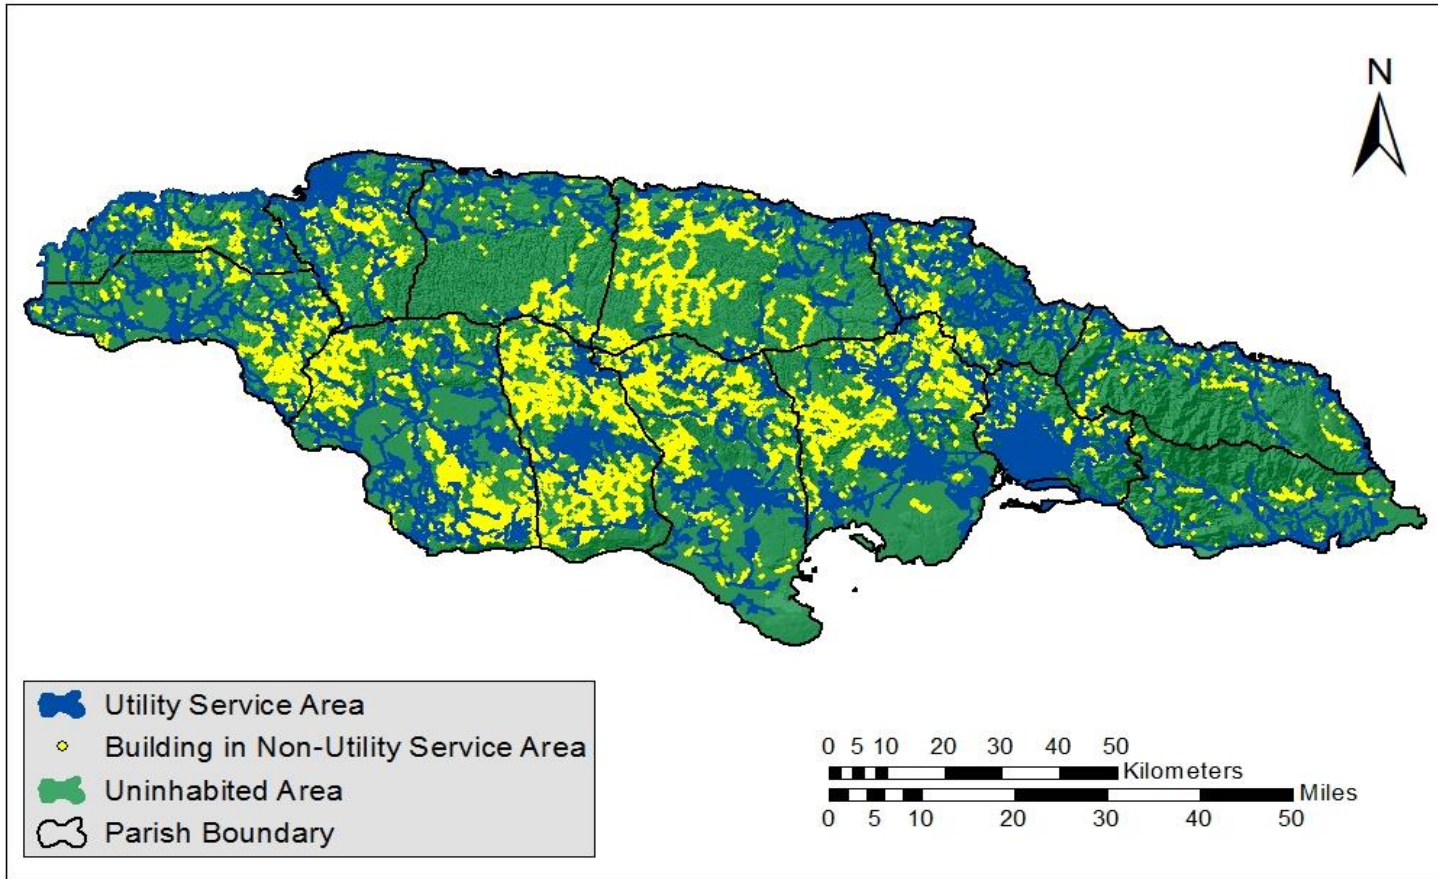 N
Utility Service Area
Building in Non-Utility Service Area
Uninhabited Area
Parish Boundary
0 5 10 20 30 40 50
Kilometers
Miles
0 5 10 20 30 40 50